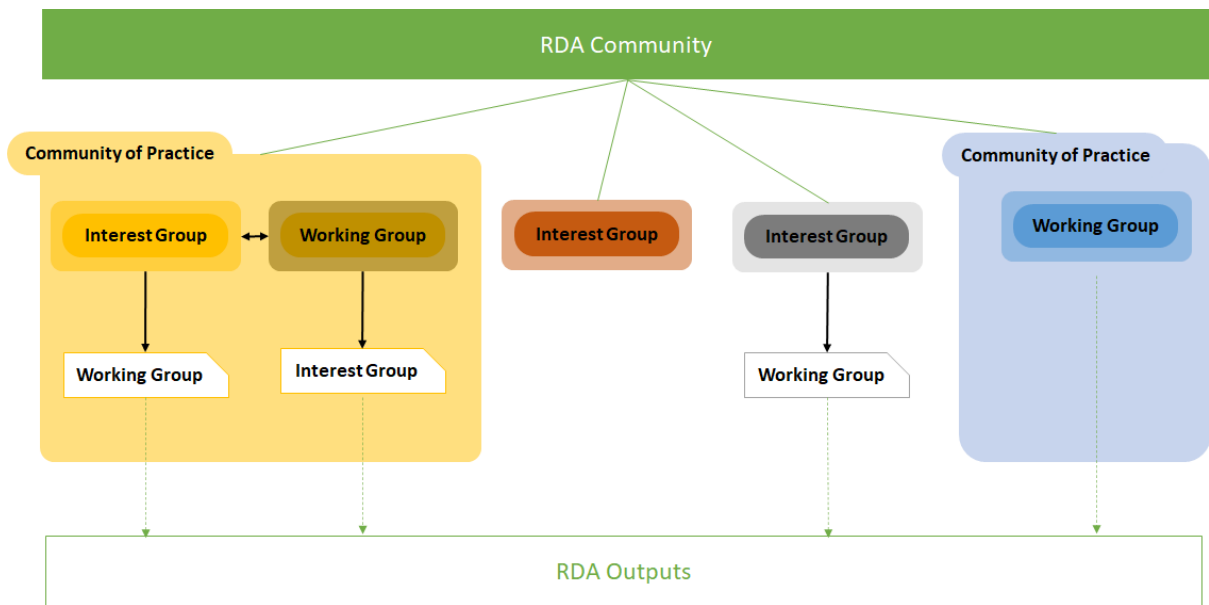 RDA Community
Community of Practice
Community of Practice
Interest Group
Working Group
Interest Group
Interest Group
Working Group
Working Group
Interest Group
Working Group
RDA Outputs